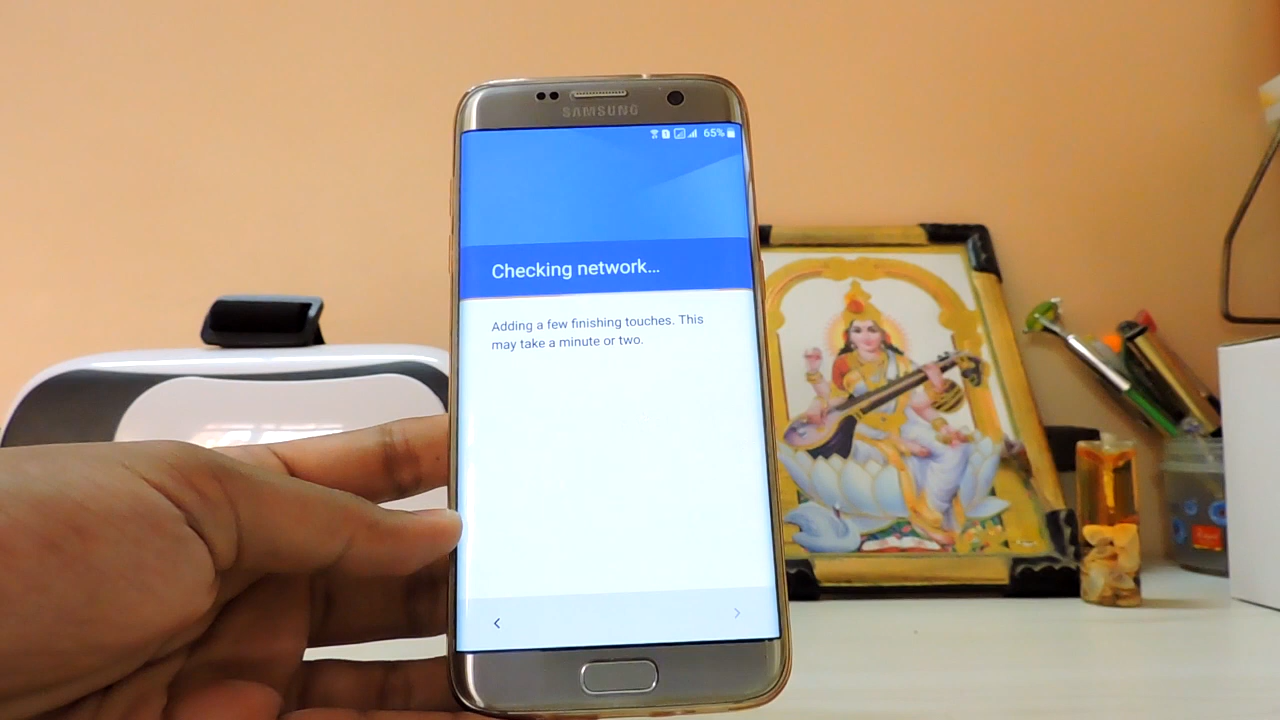 SAMSUNG
65%
Checking network...
Adding a few finishing touches. This
may take a minute or two.